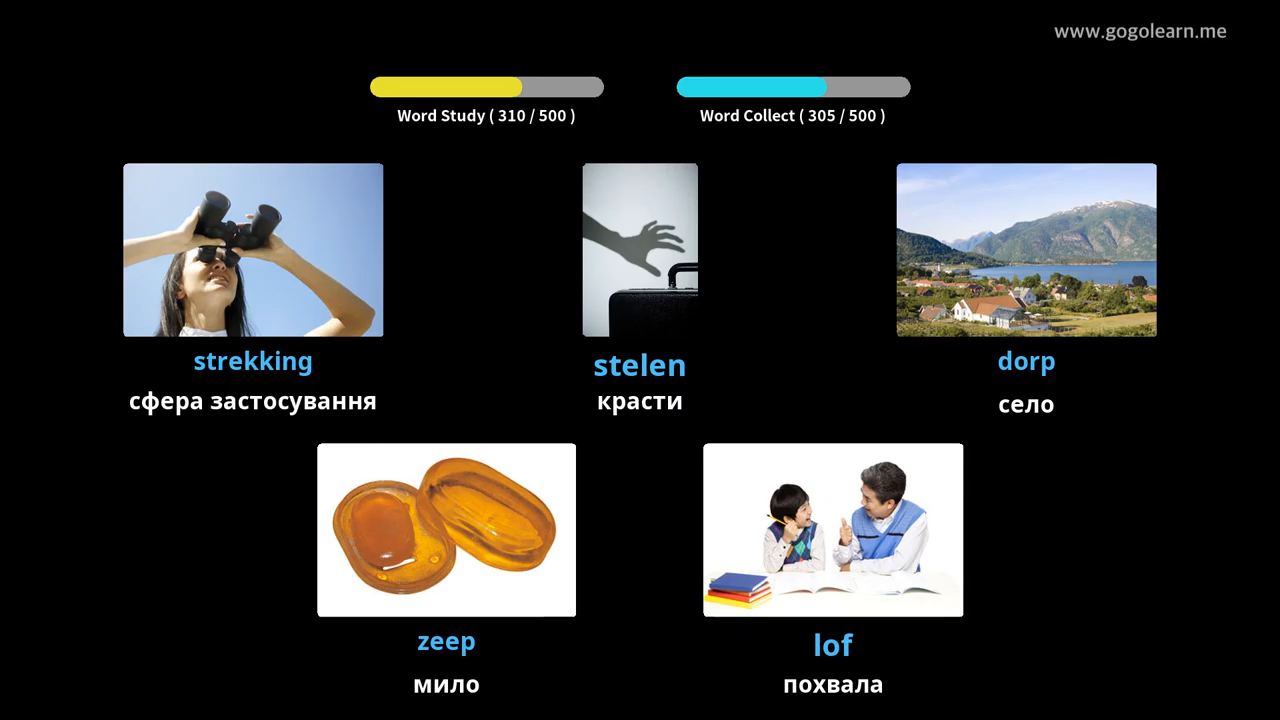 www.gogolearn.me
Word Study ( 310 / 500 )
Word Collect ( 305 / 500 )
strekking
сфера застосування
stelen
красти
dorp
село
zeep
мило
lof
похвала